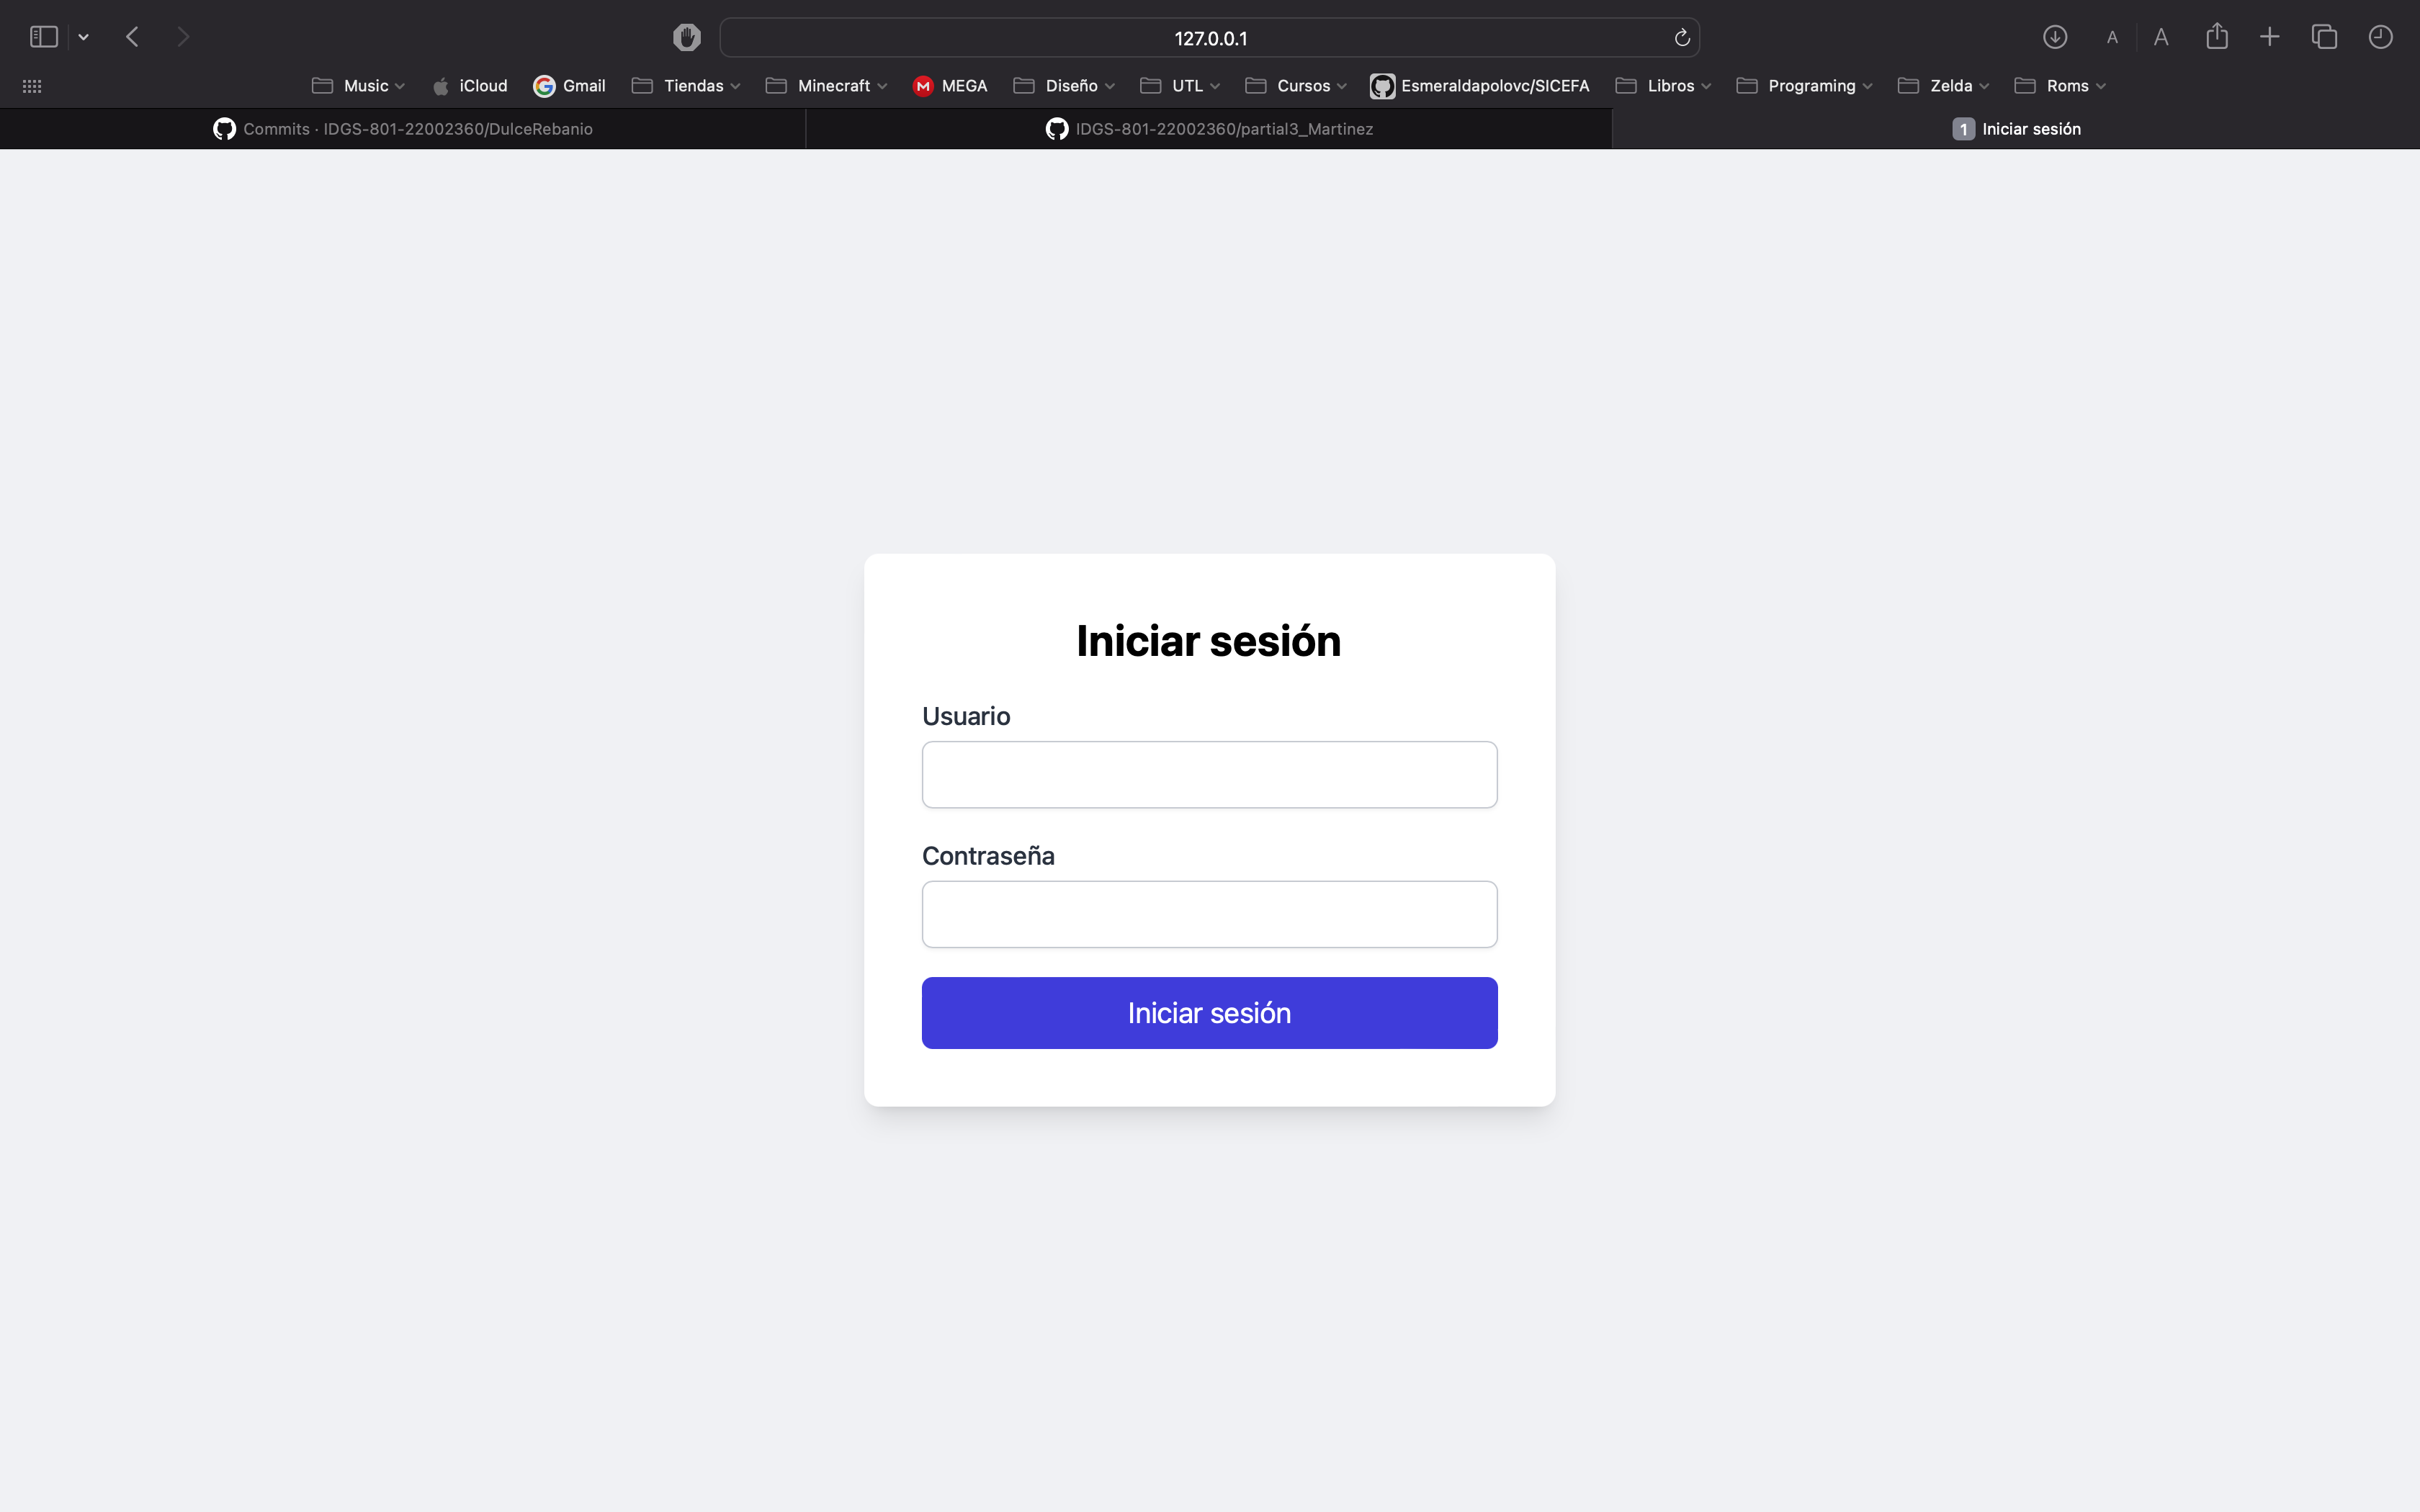 127.0.0.1
A A
Music iCloud Gmail Tiendas Minecraft MEGA Diseño UTL Cursos Esmeraldapolovc/SICEFA Libros Programing Zelda Roms
Commits · IDGS-801-22002360/DulceRebanio IDGS-801-22002360/partial3_Martinez 1 Iniciar sesión
Iniciar sesión
Usuario
Contraseña
Iniciar sesión